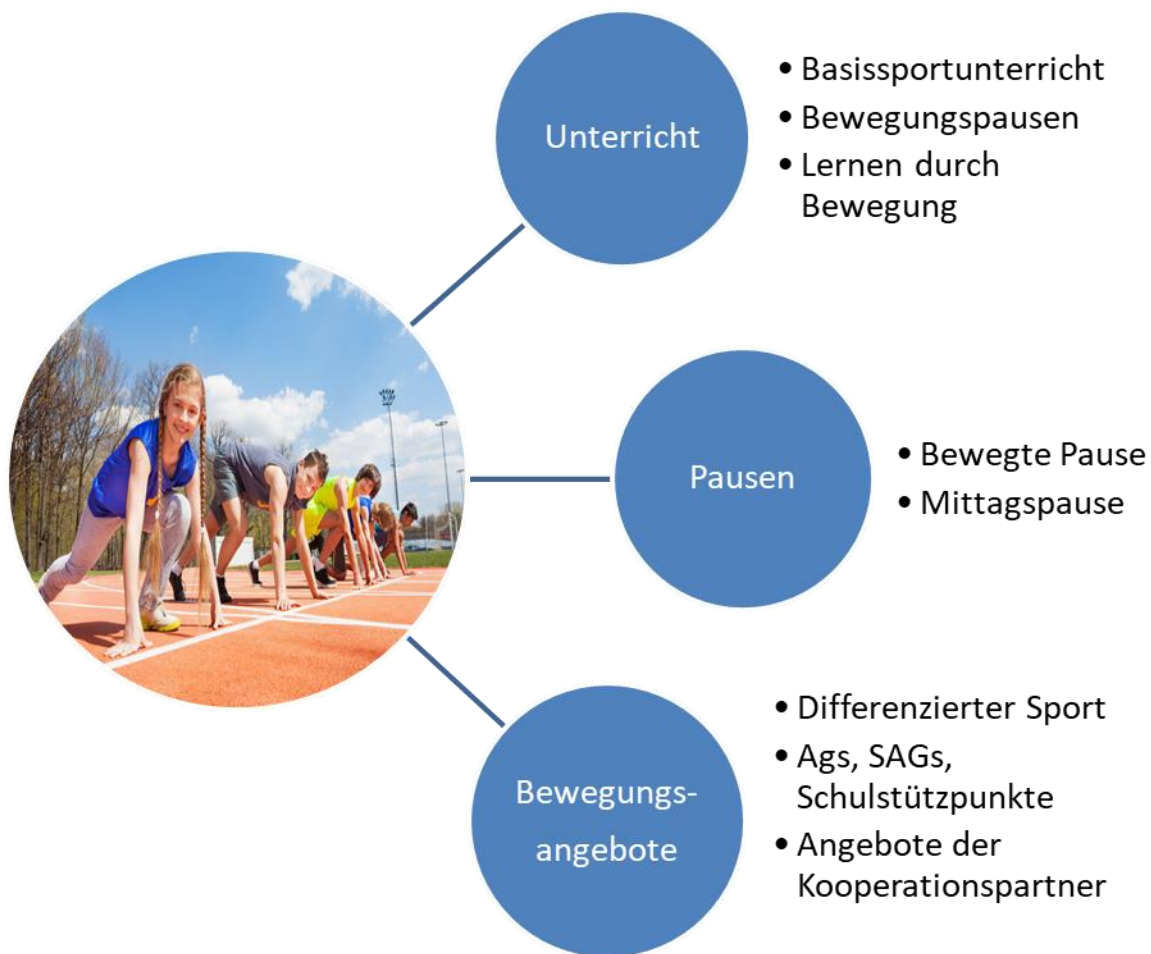 Unterricht
• Basissportunterricht
• Bewegungspausen
• Lernen durch
Bewegung
Pausen
• Bewegte Pause
• Mittagspause
Bewegungs-
angebote
• Differenzierter Sport
• Ags, SAGs,
Schulstützpunkte
• Angebote der
Kooperationspartner